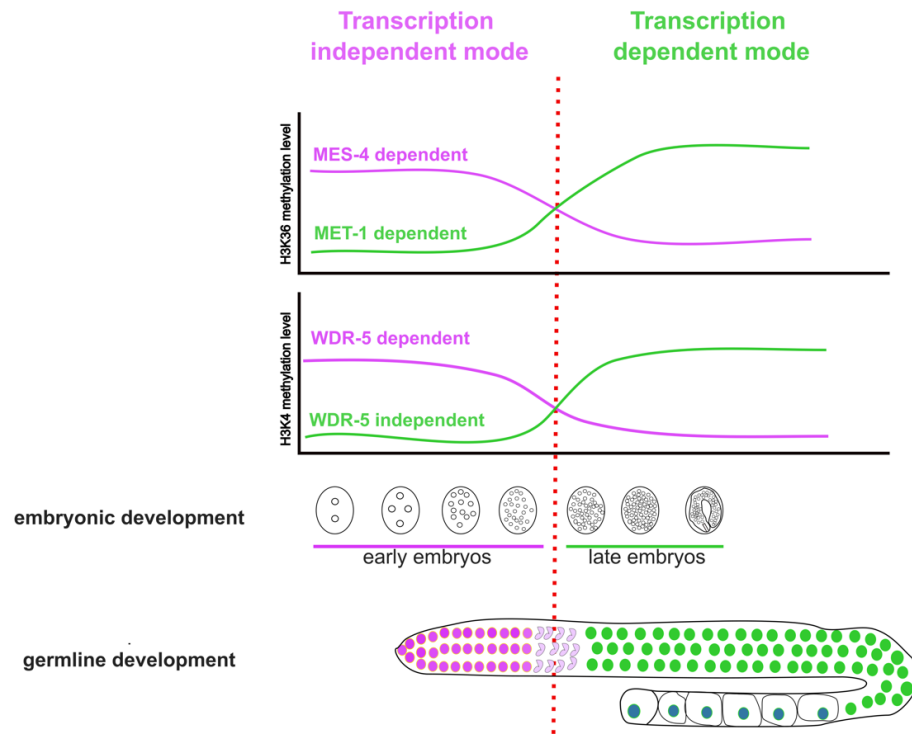 Transcription
independent mode
Transcription
dependent mode
H3K36 methylation level
MES-4 dependent
MET-1 dependent
H3K4 methylation level
WDR-5 dependent
WDR-5 independent
embryonic development
early embryos
late embryos
germline development